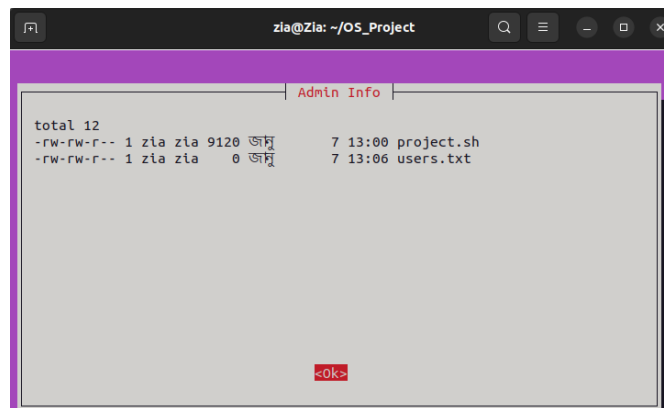 zia@Zia: ~/OS_Project
Admin Info
total 12
-rw-rw-r-- 1 zia zia 9120 জানু 7 13:00 project.sh
-rw-rw-r-- 1 zia zia 0 জানু 7 13:06 users.txt
<Ok>